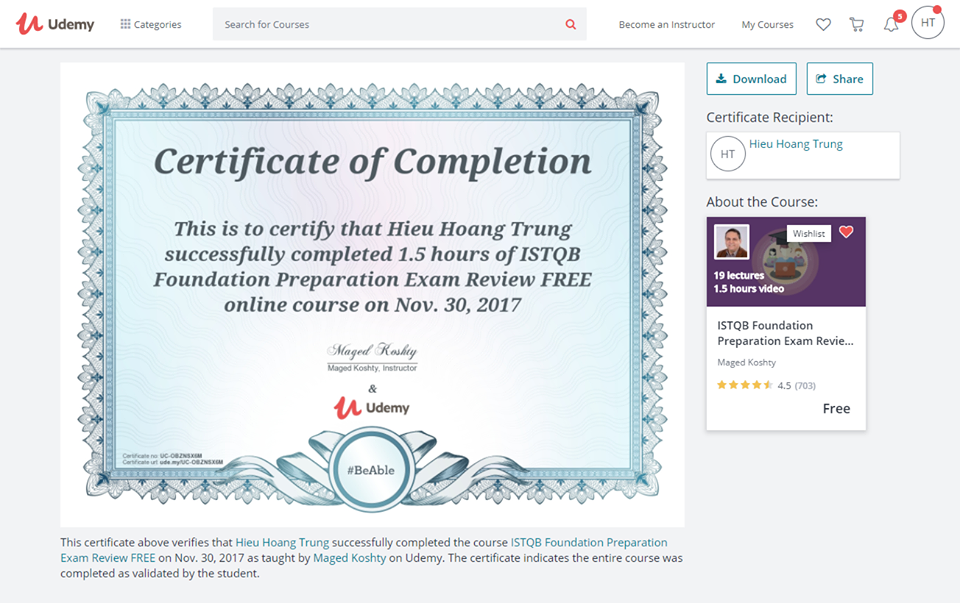 Udemy
Categories
Search for Courses
Become an Instructor
My Courses
5
HT
Certificate of Completion
This is to certify that Hieu Hoang Trung
successfully completed 1.5 hours of ISTQB
Foundation Preparation Exam Review FREE
online course on Nov. 30, 2017
Maged Koshty
Maged Koshty, Instructor
&
Udemy
Certificate no: UC-OBZNSX6M
Certificate url: ude.my/UC-OBZNSX6M
#BeAble
This certificate above verifies that Hieu Hoang Trung successfully completed the course ISTQB Foundation Preparation
Exam Review FREE on Nov. 30, 2017 as taught by Maged Koshty on Udemy. The certificate indicates the entire course was
completed as validated by the student.
Download
Share
Certificate Recipient:
HT
Hieu Hoang Trung
About the Course:
Wishlist
19 lectures
1.5 hours video
ISTQB Foundation
Preparation Exam Revie...
Maged Koshty
4.5 (703)
Free